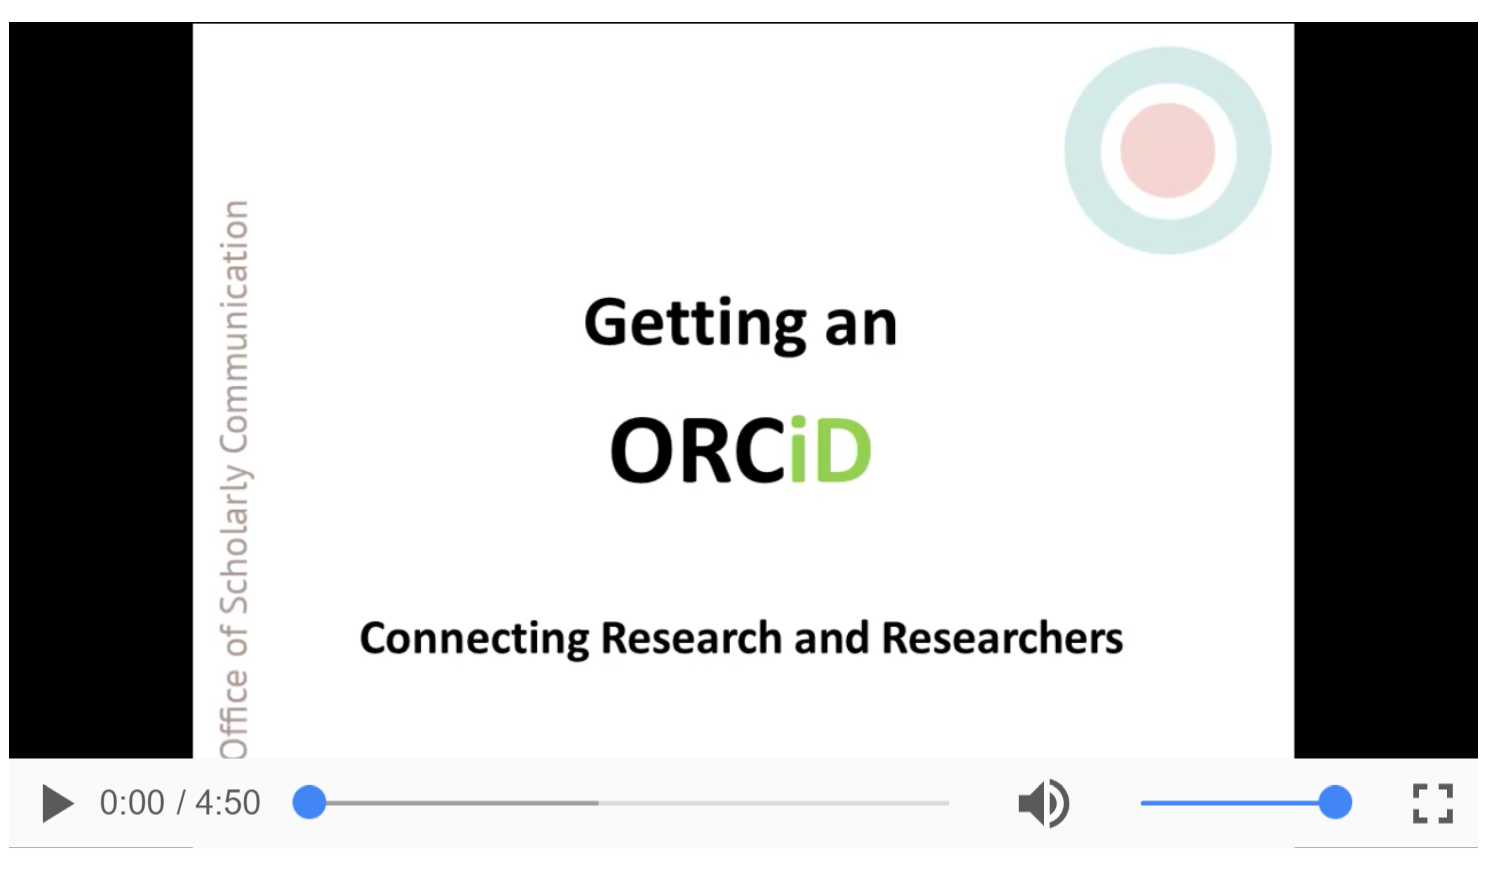 Office of Scholarly Communication
Getting an
ORCiD
Connecting Research and Researchers
0:00 / 4:50